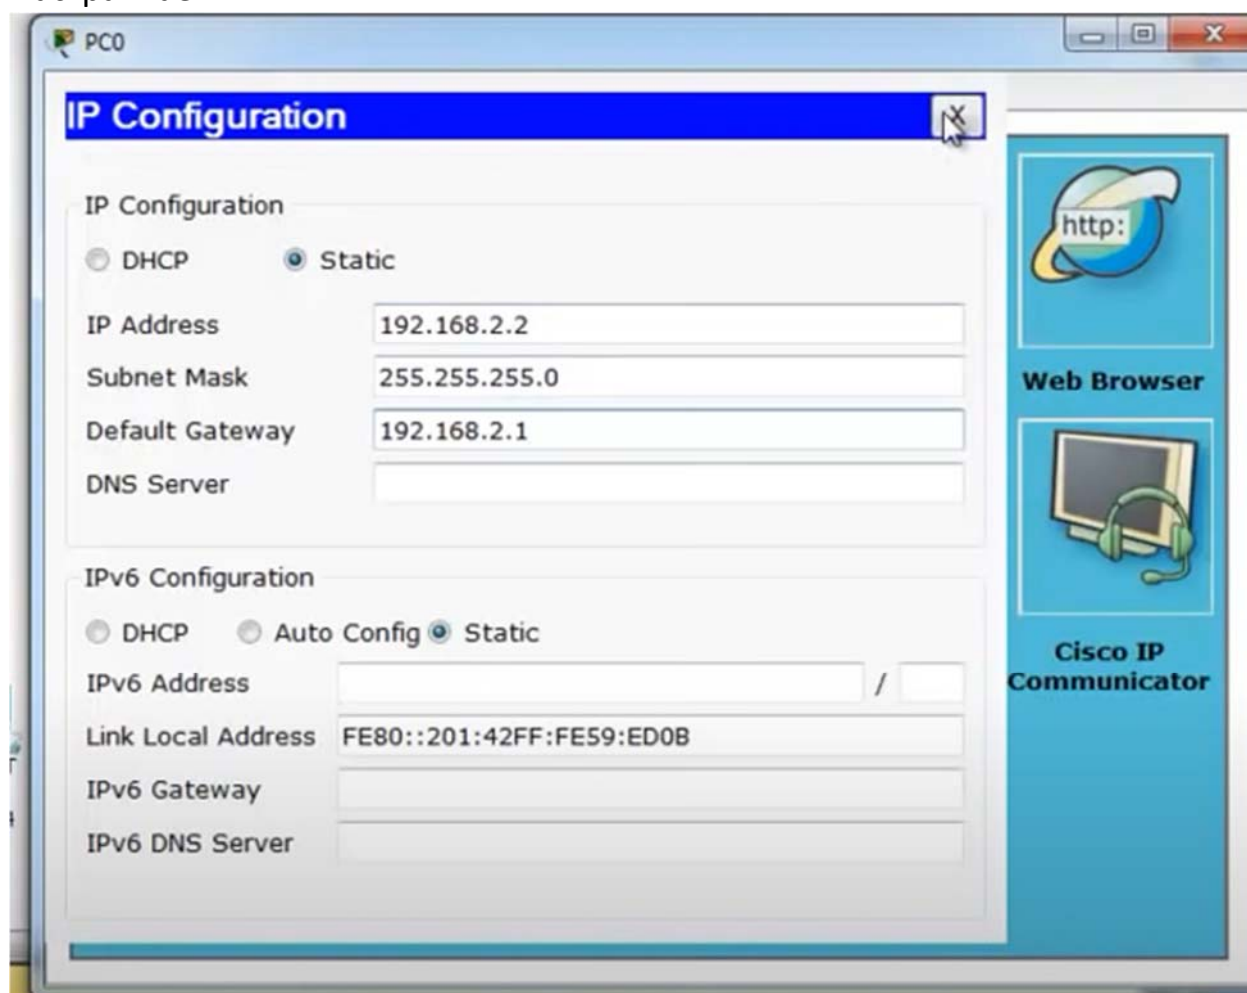 PC0
IP Configuration X
IP Configuration
DHCP Static
IP Address 192.168.2.2
Subnet Mask 255.255.255.0
Default Gateway 192.168.2.1
DNS Server
IPv6 Configuration
DHCP Auto Config Static
IPv6 Address /
Link Local Address FE80::201:42FF:FE59:ED0B
IPv6 Gateway
IPv6 DNS Server
http:
Web Browser
Cisco IP
Communicator